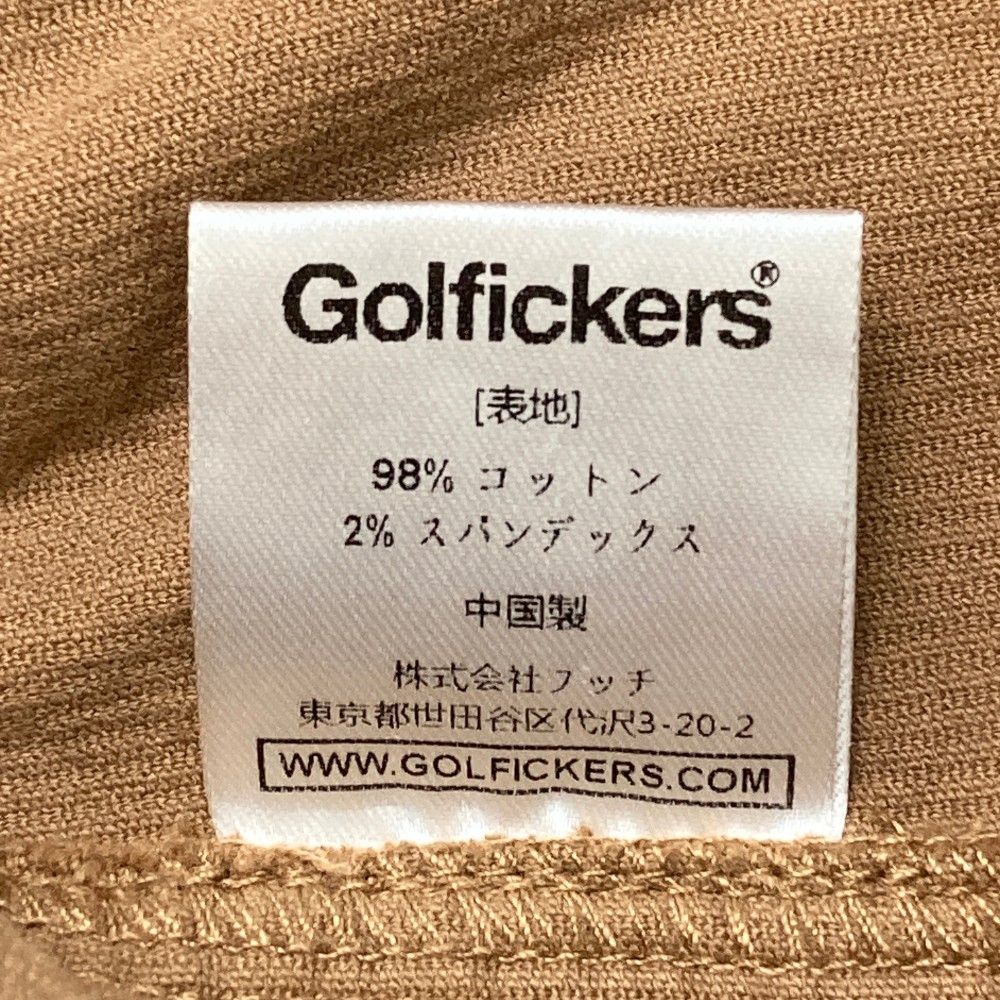 Golfickers®
[表地]
98% コットン
2% スパンデックス
中国製
株式会社フッチ
東京都世田谷区代沢3-20-2
WWW.GOLFICKERS.COM